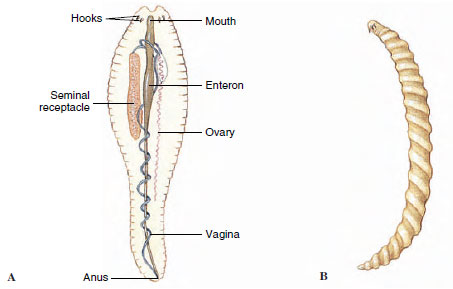 Hooks
Mouth
Enteron
Seminal
receptacle
Ovary
Vagina
Anus
A
B